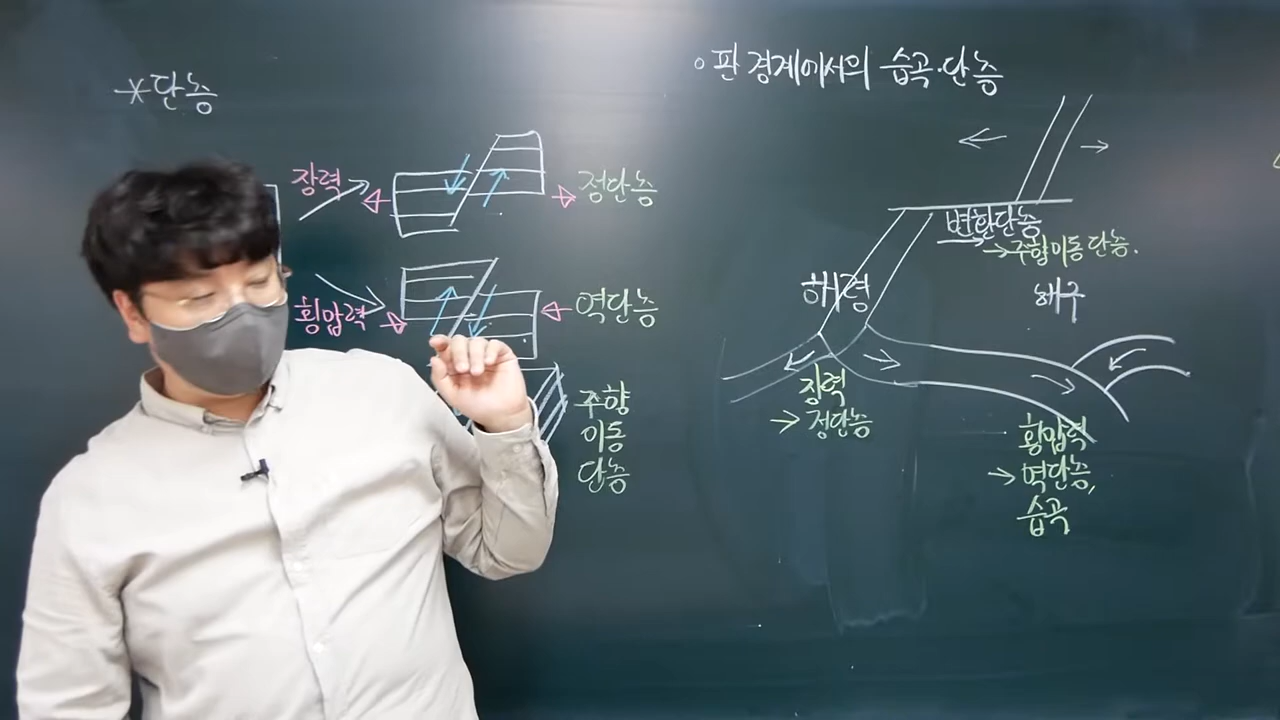 *단층
장력
정단층
횡압력
역단층
주향
이동
단층
◦판 경계에서의 습곡·단층
변환단층
→주향이동단층.
해령
해구
장력
→정단층
횡압력
→역단층,
습곡